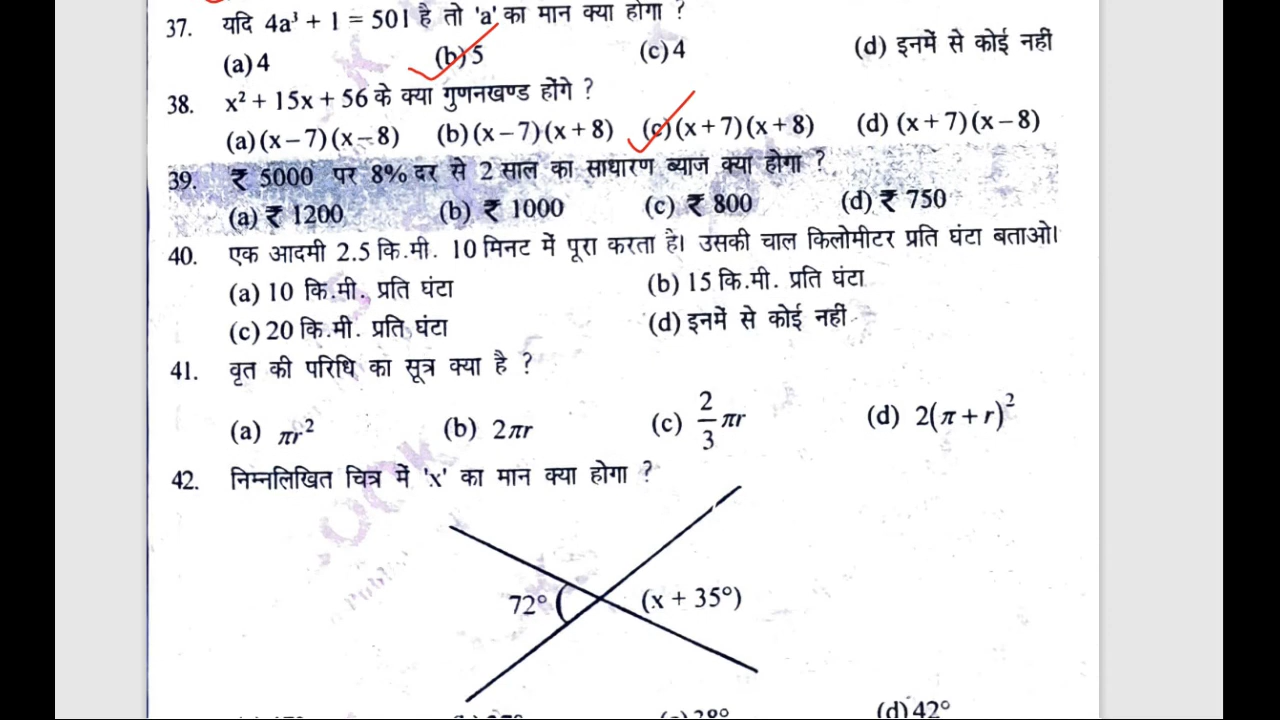 37. यदि 4a³ + 1 = 501 है तो 'a' का मान क्या होगा ?
(a) 4 (b) 5 (c) 4 (d) इनमें से कोई नहीं
38. x² + 15x + 56 के क्या गुणनखण्ड होंगे ?
(a) (x – 7) (x – 8) (b) (x – 7) (x + 8) (c) (x + 7) (x + 8) (d) (x + 7) (x – 8)
39. ₹ 5000 पर 8% दर से 2 साल का साधारण ब्याज क्या होगा ?
(a) ₹ 1200 (b) ₹ 1000 (c) ₹ 800 (d) ₹ 750
40. एक आदमी 2.5 कि.मी. 10 मिनट में पूरा करता है। उसकी चाल किलोमीटर प्रति घंटा बताओ।
(a) 10 कि.मी. प्रति घंटा (b) 15 कि.मी. प्रति घंटा
(c) 20 कि.मी. प्रति घंटा (d) इनमें से कोई नहीं
41. वृत की परिधि का सूत्र क्या है ?
(a) πr² (b) 2πr (c) 2/3 πr (d) 2(π + r)²
42. निम्नलिखित चित्र में 'x' का मान क्या होगा ?
72° (x + 35°)
(d) 42°